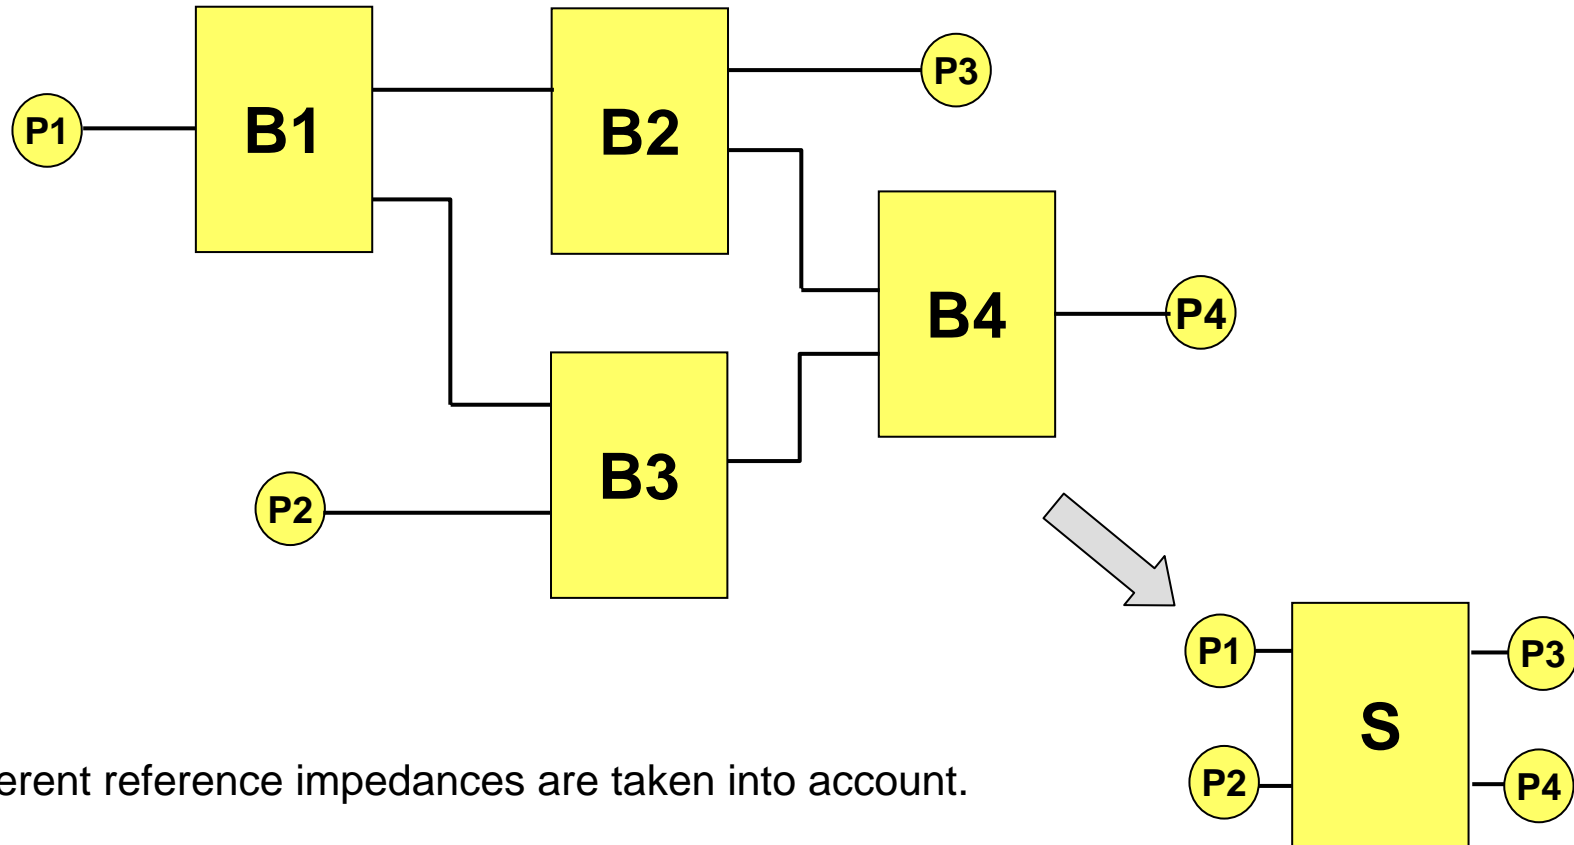 P1
B1
B2
P3
B4
P4
B3
P2
P1
P3
S
P2
P4
erent reference impedances are taken into account.